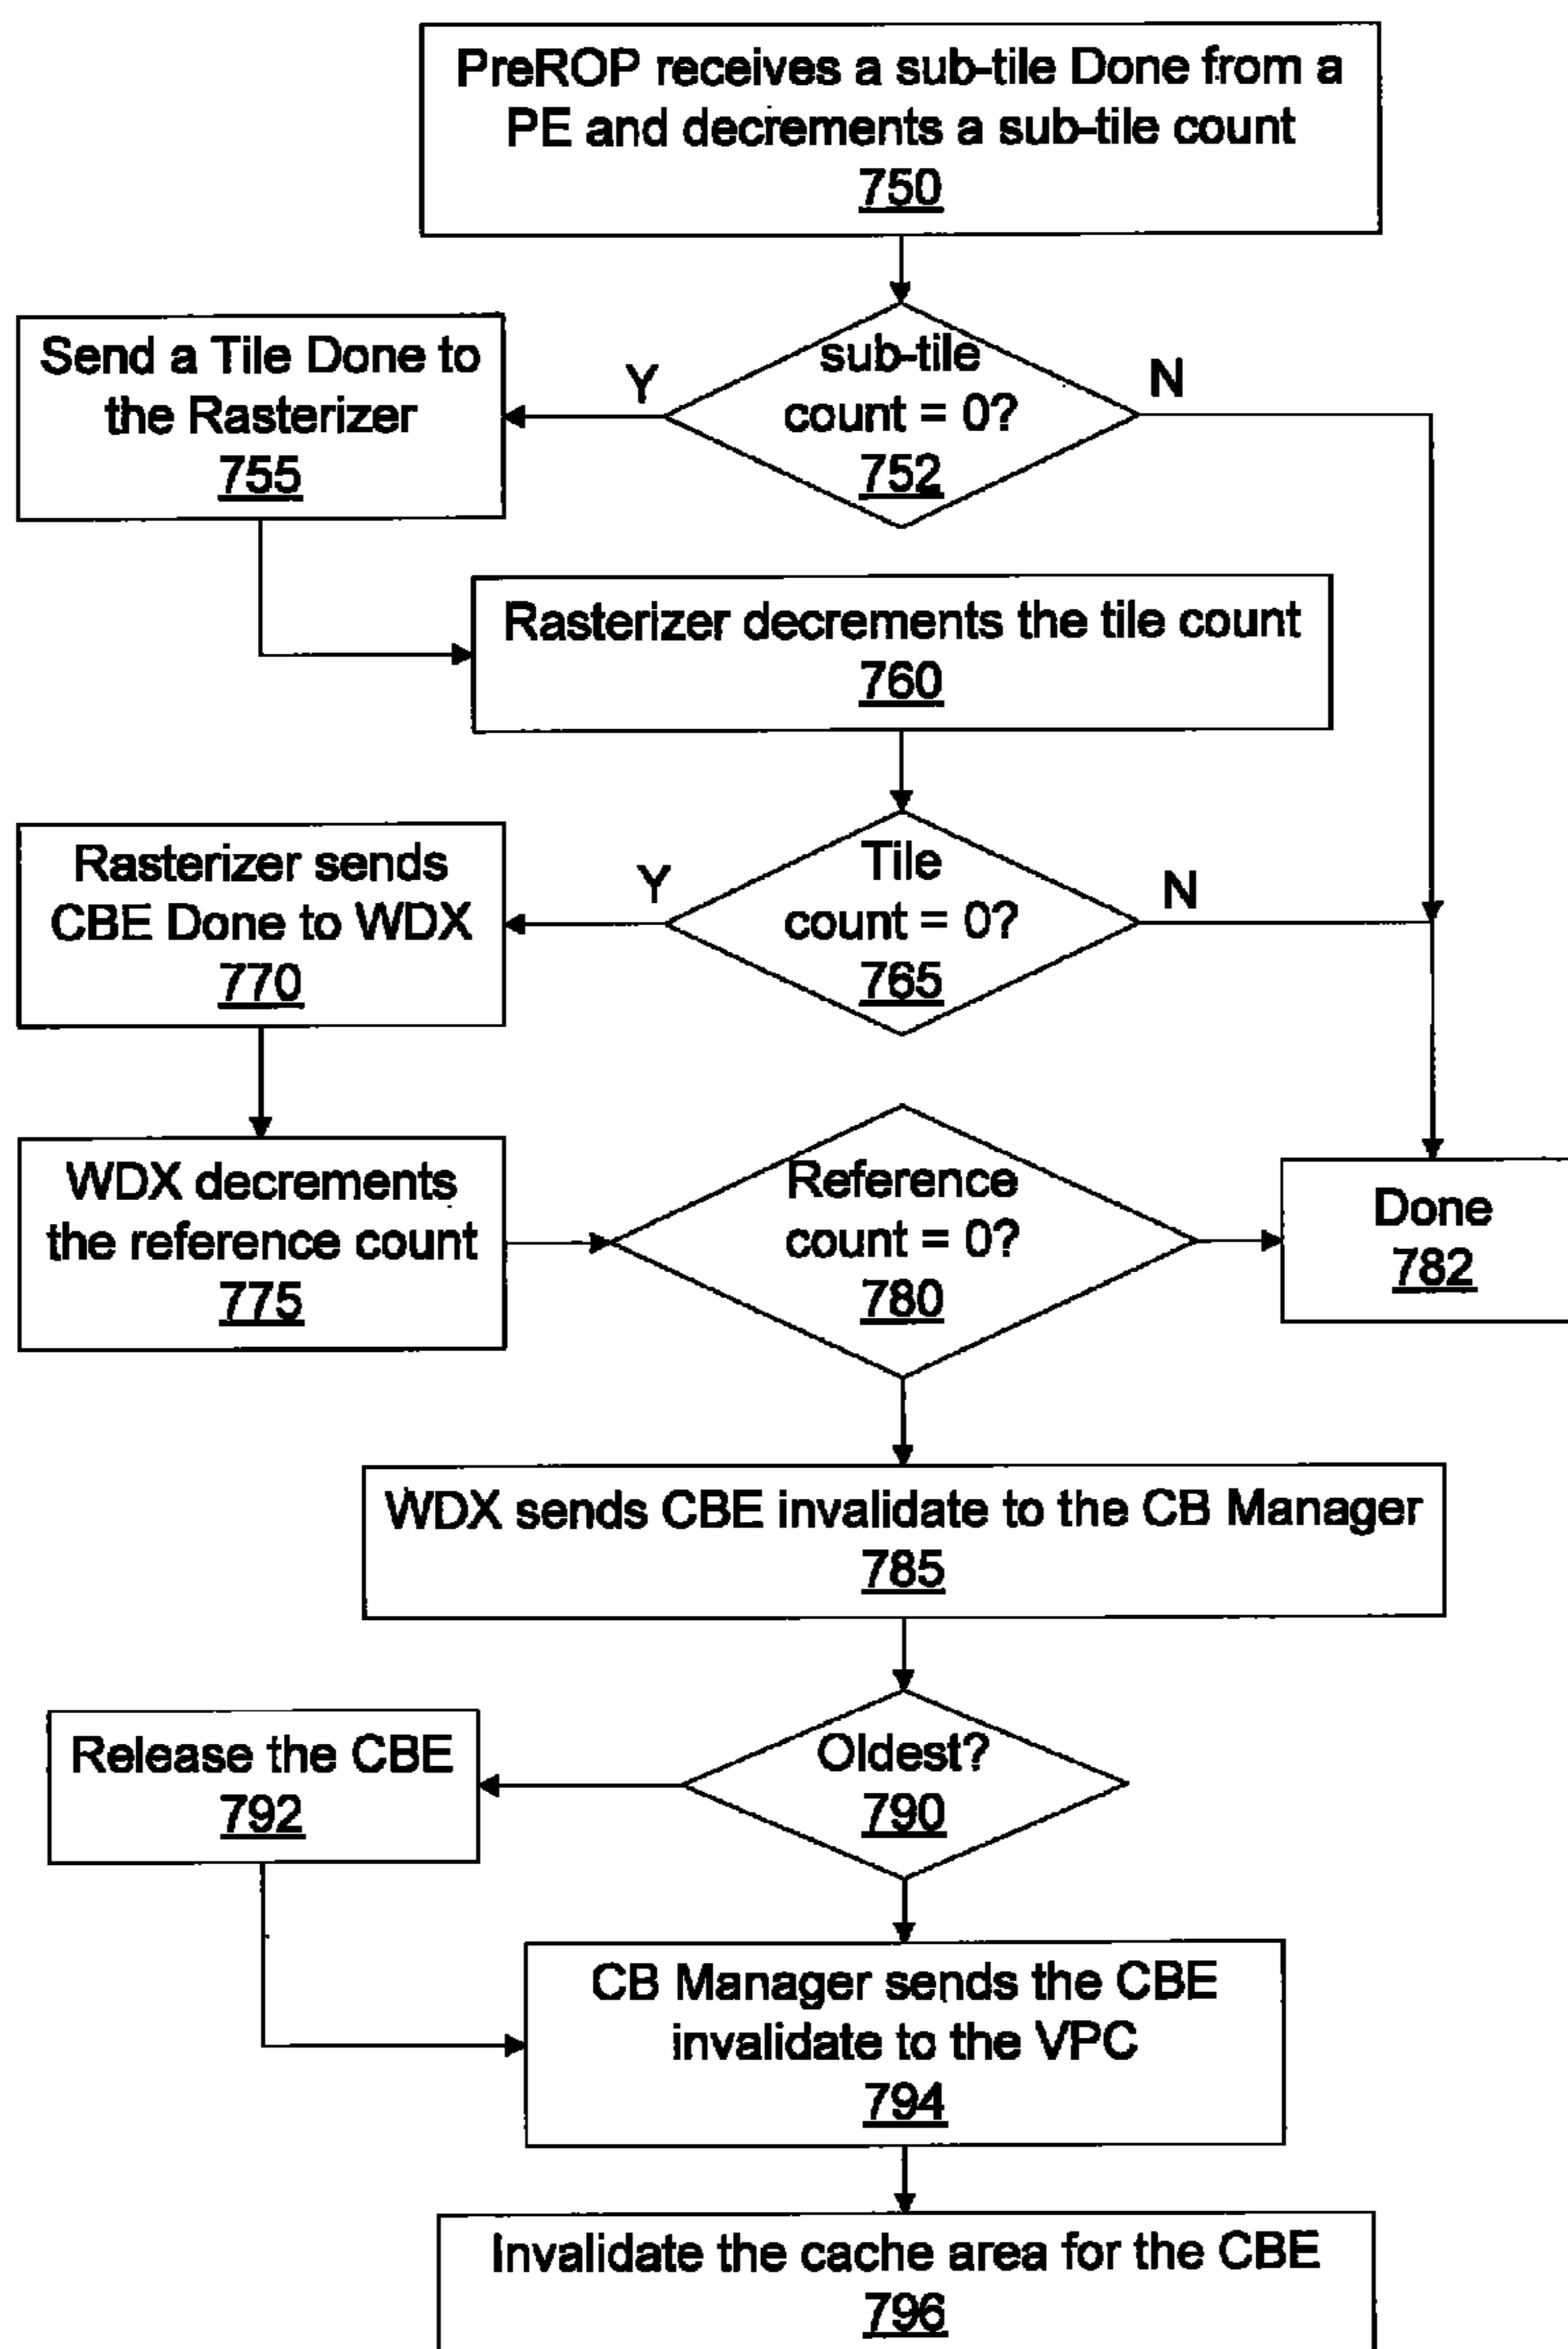 PreROP receives a sub-tile Done from a
PE and decrements a sub-tile count
750
sub-tile
count = 0?
752
Y
N
Send a Tile Done to
the Rasterizer
755
Rasterizer decrements the tile count
760
Tile
count = 0?
765
Y
N
Rasterizer sends
CBE Done to WDX
770
WDX decrements
the reference count
775
Reference
count = 0?
780
Done
782
WDX sends CBE invalidate to the CB Manager
785
Oldest?
790
Release the CBE
792
CB Manager sends the CBE
invalidate to the VPC
794
Invalidate the cache area for the CBE
796